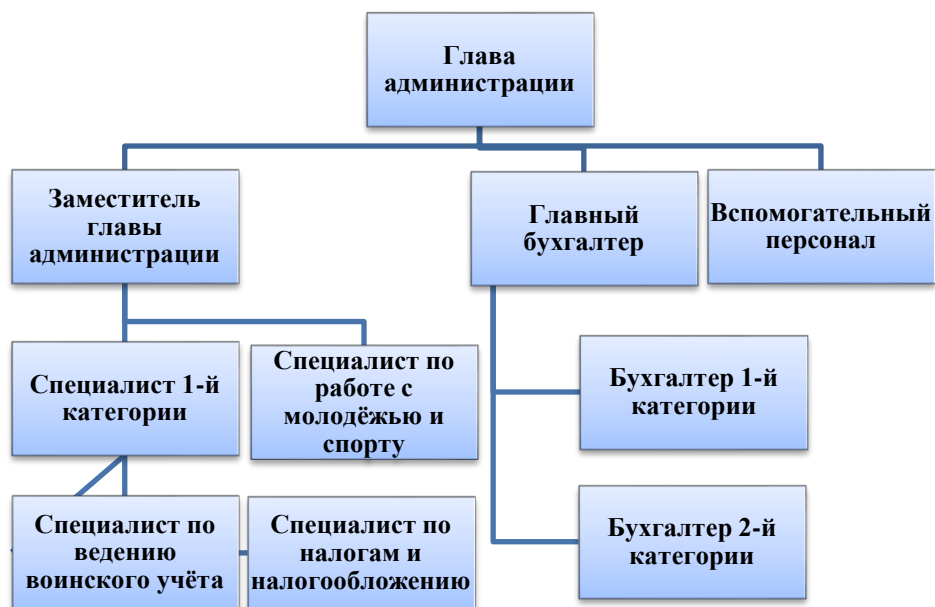 Глава
администрации
Заместитель
главы
администрации
Главный
бухгалтер
Вспомогательный
персонал
Специалист 1-й
категории
Специалист по
работе с
молодёжью и
спорту
Бухгалтер 1-й
категории
Специалист по
ведению
воинского учёта
Специалист по
налогам и
налогообложению
Бухгалтер 2-й
категории